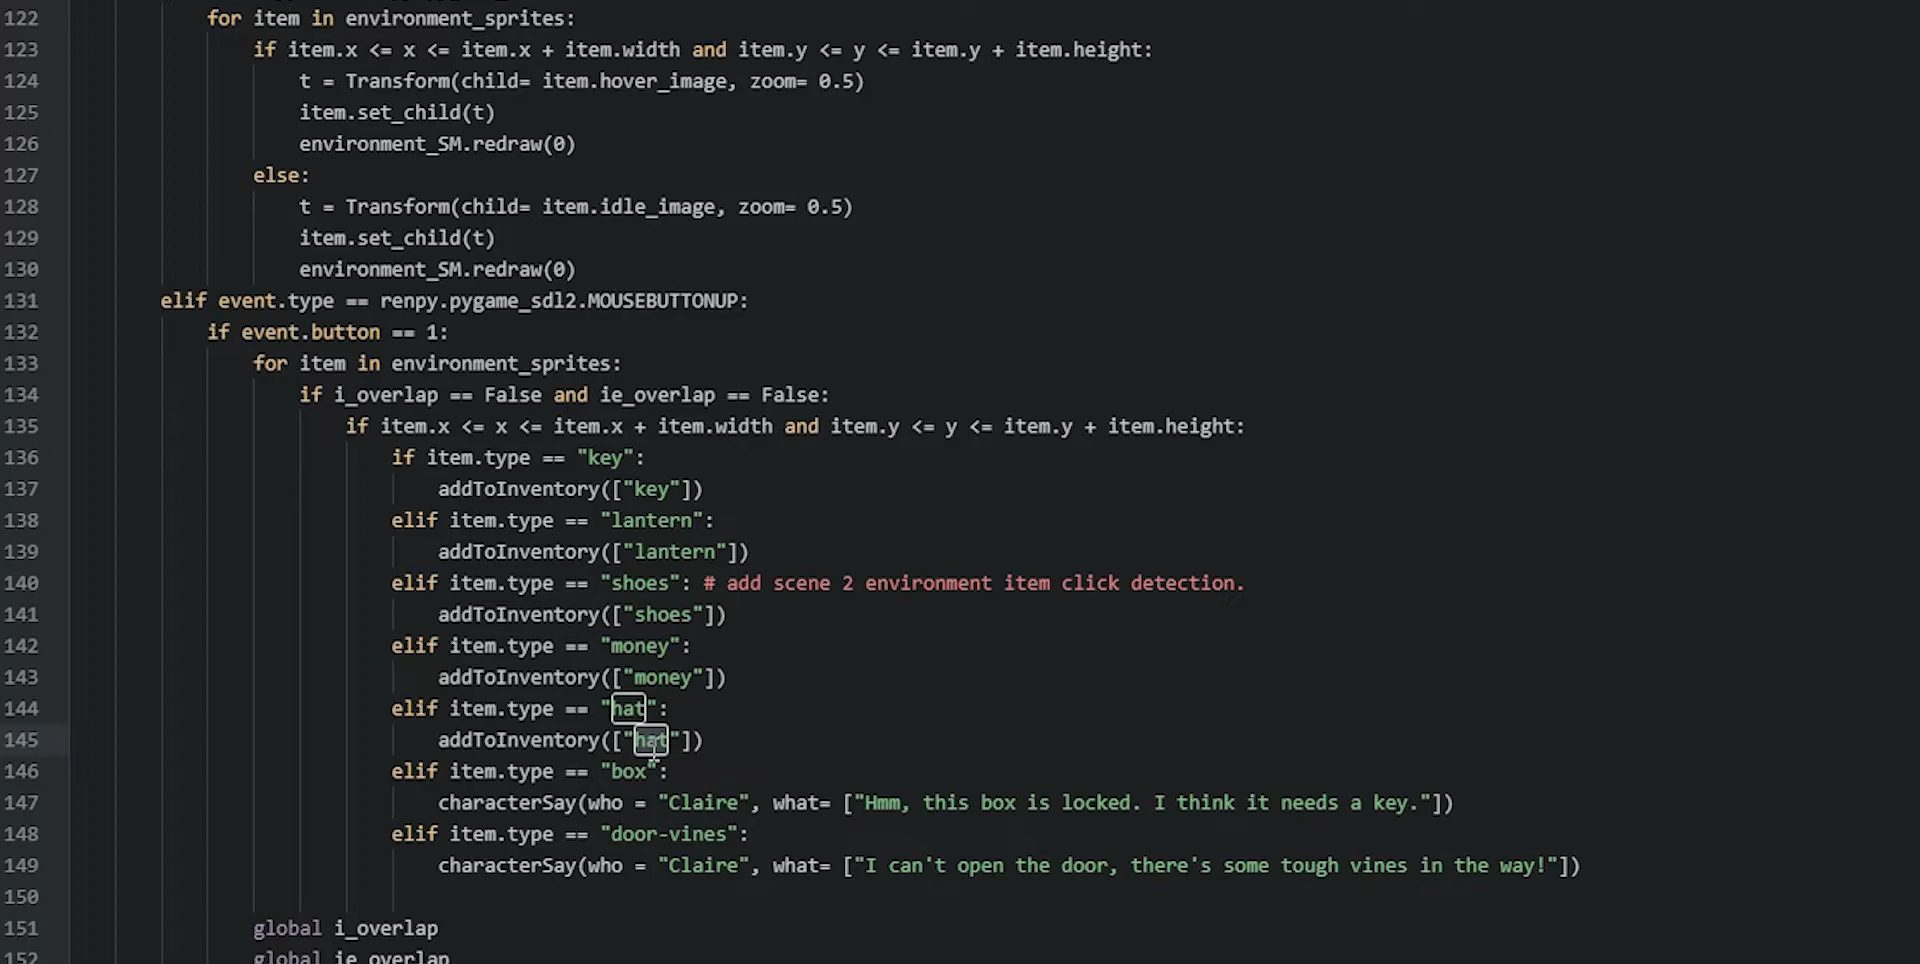 122 for item in environment_sprites:
123 if item.x <= x <= item.x + item.width and item.y <= y <= item.y + item.height:
124 t = Transform(child= item.hover_image, zoom= 0.5)
125 item.set_child(t)
126 environment_SM.redraw(0)
127 else:
128 t = Transform(child= item.idle_image, zoom= 0.5)
129 item.set_child(t)
130 environment_SM.redraw(0)
131 elif event.type == renpy.pygame_sdl2.MOUSEBUTTONUP:
132 if event.button == 1:
133 for item in environment_sprites:
134 if i_overlap == False and ie_overlap == False:
135 if item.x <= x <= item.x + item.width and item.y <= y <= item.y + item.height:
136 if item.type == "key":
137 addToInventory(["key"])
138 elif item.type == "lantern":
139 addToInventory(["lantern"])
140 elif item.type == "shoes": # add scene 2 environment item click detection.
141 addToInventory(["shoes"])
142 elif item.type == "money":
143 addToInventory(["money"])
144 elif item.type == "hat":
145 addToInventory(["hat"])
146 elif item.type == "box":
147 characterSay(who = "Claire", what= ["Hmm, this box is locked. I think it needs a key."])
148 elif item.type == "door-vines":
149 characterSay(who = "Claire", what= ["I can't open the door, there's some tough vines in the way!"])
150
151 global i_overlap
152 global ie_overlap